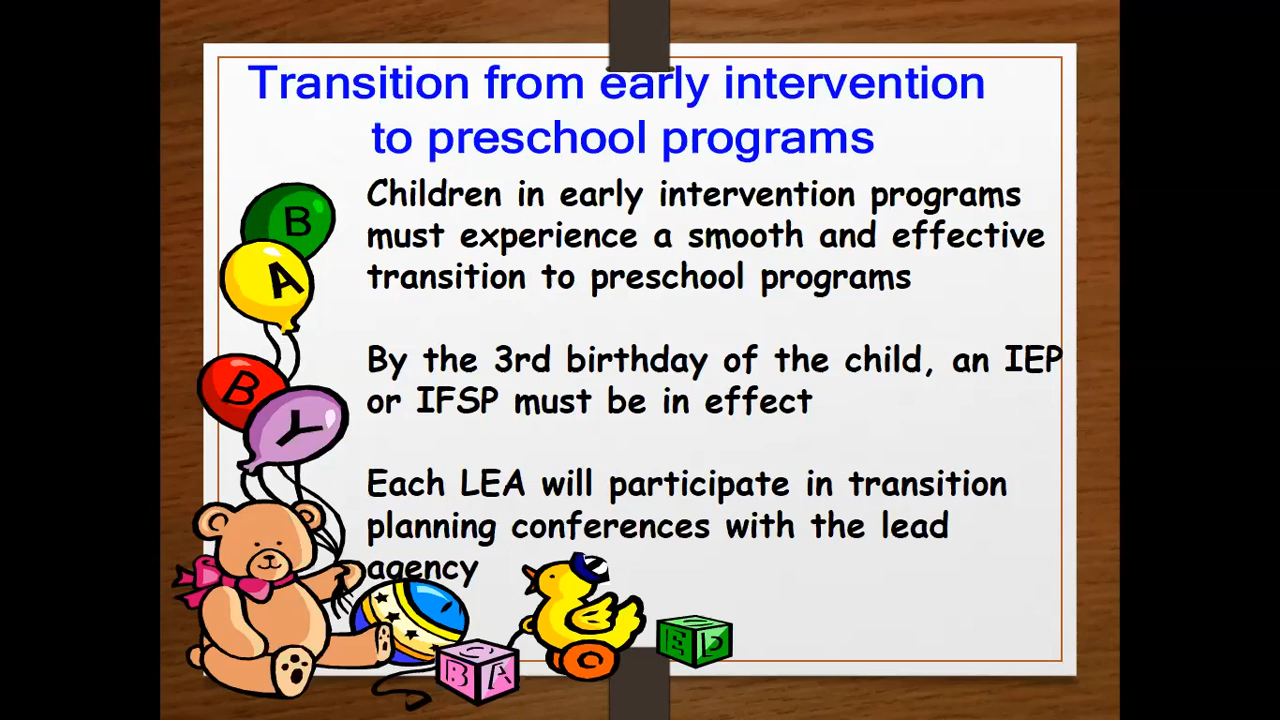 Transition from early intervention
to preschool programs
Children in early intervention programs
must experience a smooth and effective
transition to preschool programs
By the 3rd birthday of the child, an IEP
or IFSP must be in effect
Each LEA will participate in transition
planning conferences with the lead
agency
B
A
B
Y
C
B A
E D